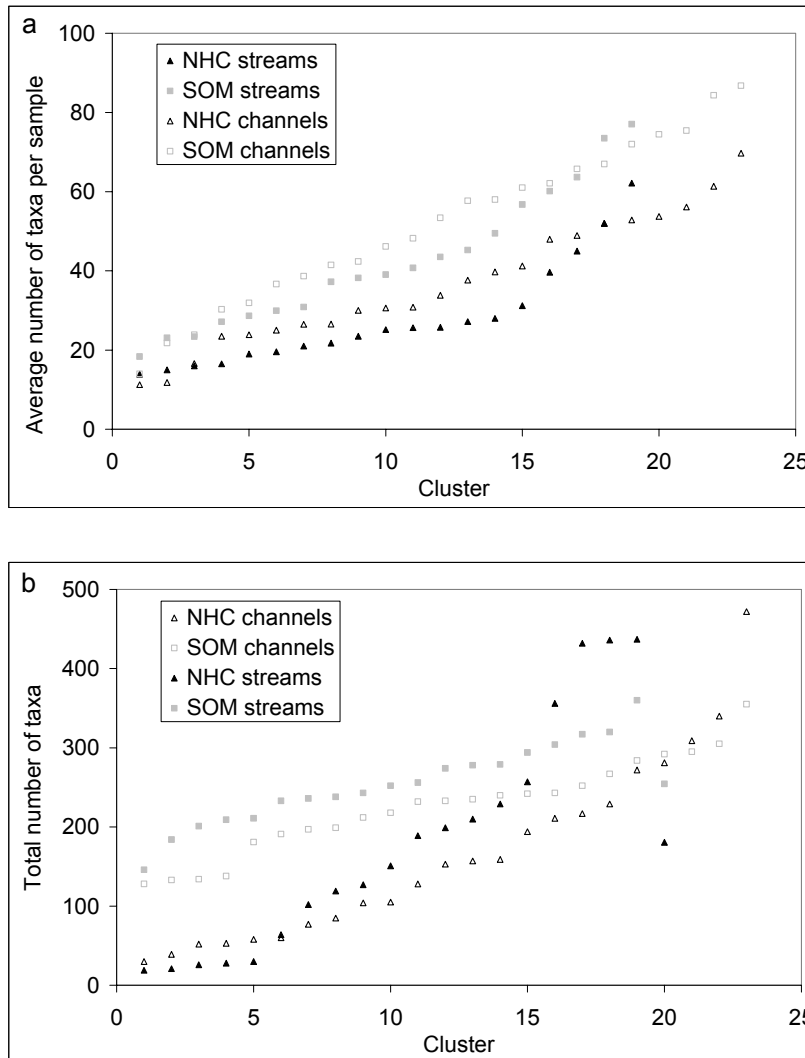 a
100
80
60
40
20
0
Average number of taxa per sample
NHC streams
SOM streams
NHC channels
SOM channels
0 5 10 15 20 25
Cluster
b
500
400
300
200
100
0
Total number of taxa
NHC channels
SOM channels
NHC streams
SOM streams
0 5 10 15 20 25
Cluster